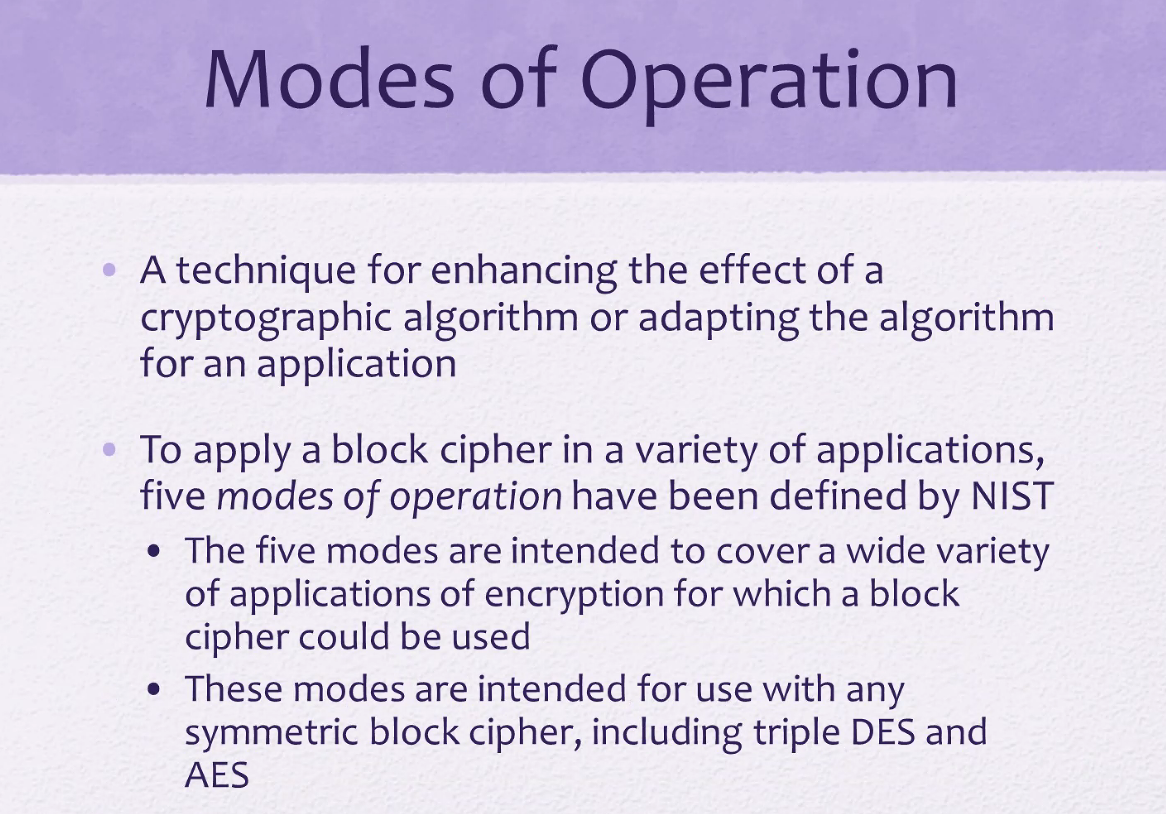 Modes of Operation
• A technique for enhancing the effect of a
cryptographic algorithm or adapting the algorithm
for an application
• To apply a block cipher in a variety of applications,
five modes of operation have been defined by NIST
• The five modes are intended to cover a wide variety
of applications of encryption for which a block
cipher could be used
• These modes are intended for use with any
symmetric block cipher, including triple DES and
AES